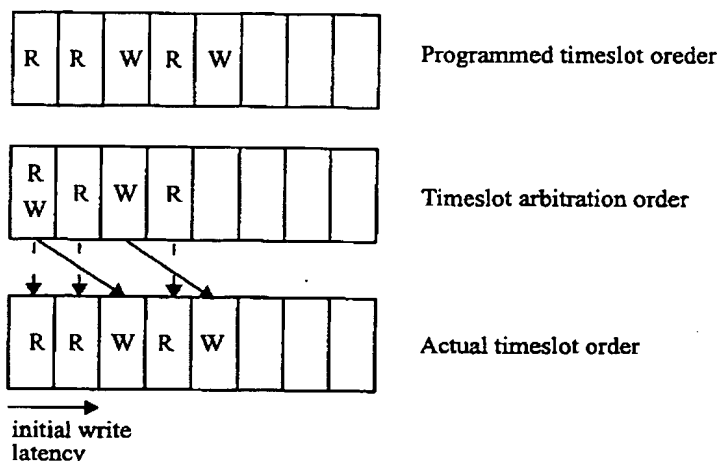 R R W R W Programmed timeslot oreder
R
W R W R Timeslot arbitration order
R R W R W Actual timeslot order
initial write
latency